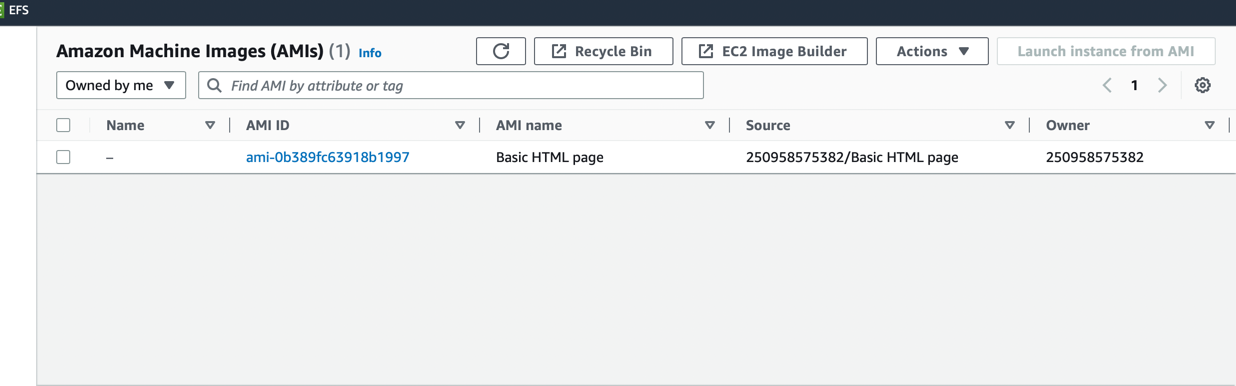 EFS
Amazon Machine Images (AMIs) (1) Info
Recycle Bin
EC2 Image Builder
Actions
Launch instance from AMI
Owned by me
Find AMI by attribute or tag
1
Name AMI ID AMI name Source Owner
– ami-0b389fc63918b1997 Basic HTML page 250958575382/Basic HTML page 250958575382